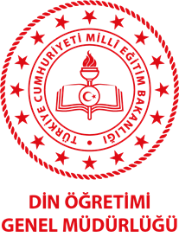 TÜRKİYE CUMHURİYETİ MİLLÎ EĞİTİM BAKANLIĞI
DİN ÖĞRETİMİ
GENEL MÜDÜRLÜĞÜ